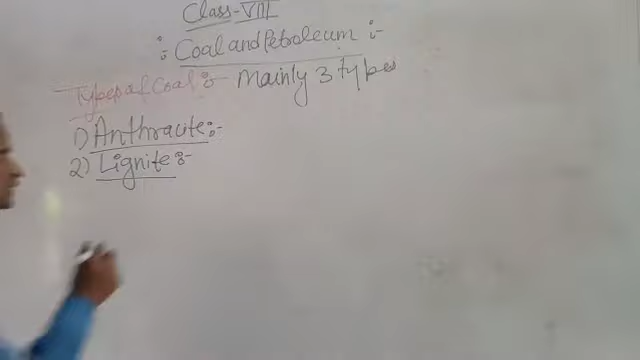 Class-VIII
:: Coal and Petroleum :-
Types of Coal :- Mainly 3 types
1) Anthracite :-
2) Lignite :-